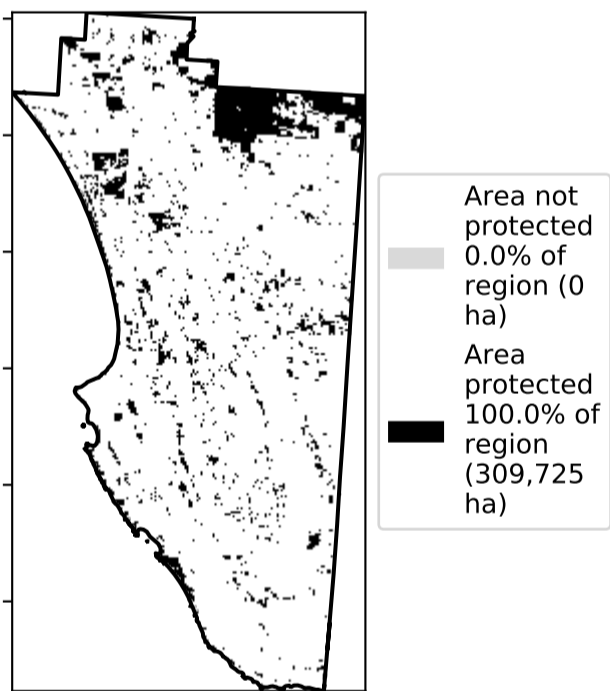 Area not
protected
0.0% of
region (0
ha)
Area
protected
100.0% of
region
(309,725
ha)